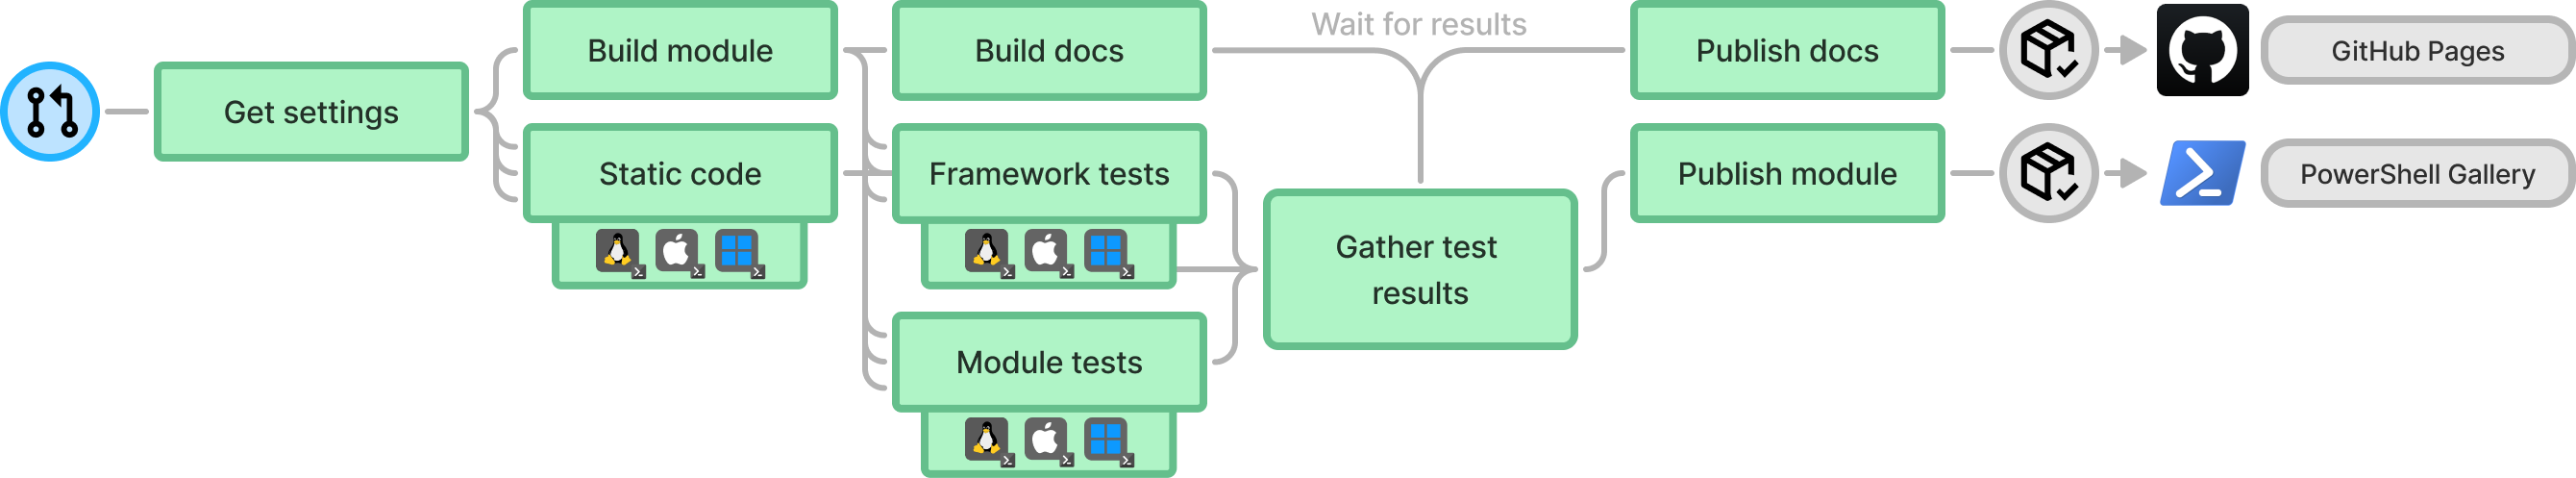 Get settings
Build module
Static code
Build docs
Framework tests
Module tests
Wait for results
Gather test
results
Publish docs
Publish module
GitHub Pages
PowerShell Gallery